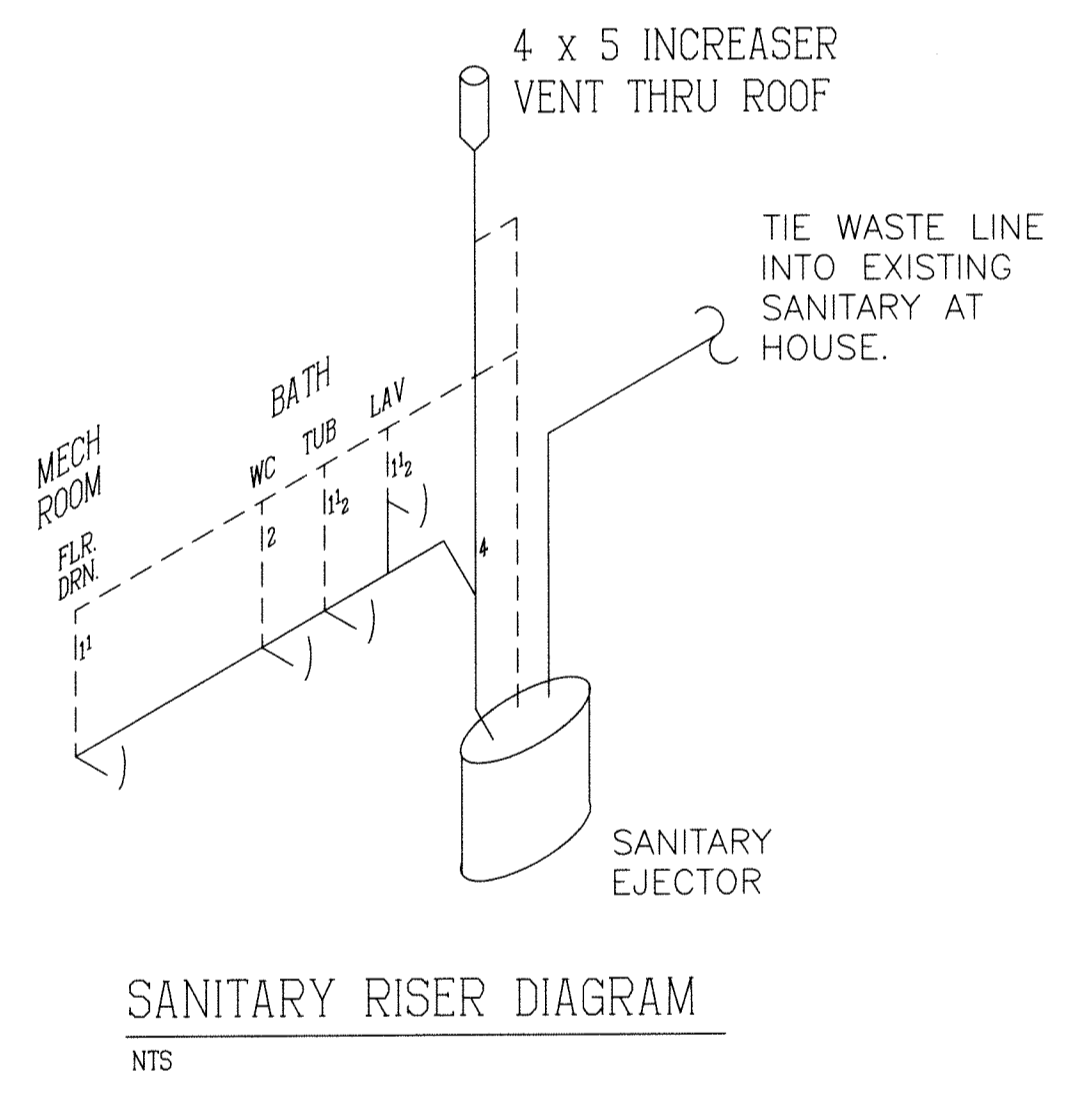 4 x 5 INCREASER
VENT THRU ROOF
TIE WASTE LINE
INTO EXISTING
SANITARY AT
HOUSE.
BATH
LAV
TUB
WC
MECH
ROOM
FLR.
DRN.
1½
1½
2
1¹
4
SANITARY
EJECTOR
SANITARY RISER DIAGRAM
NTS